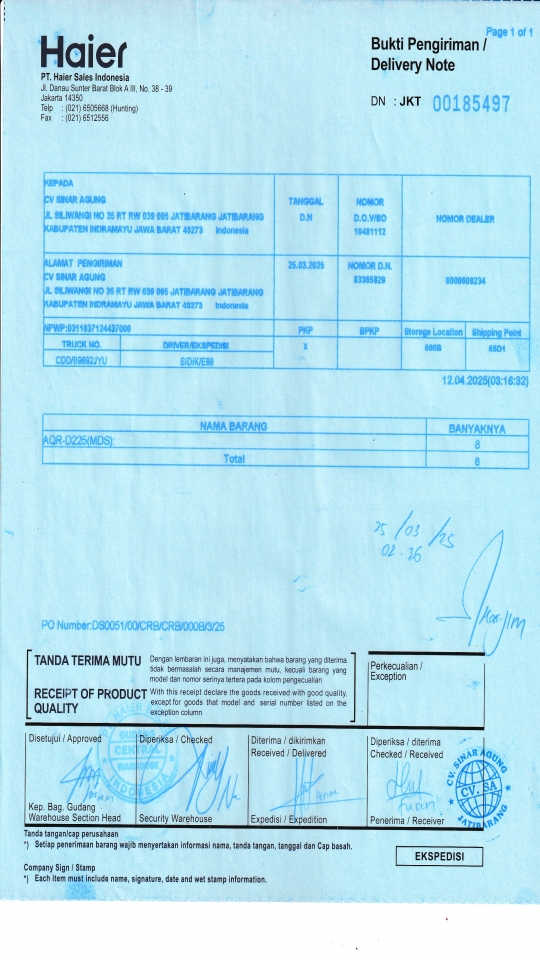 Page 1 of 1
Haier
PT. Haier Sales Indonesia
Jl. Danau Sunter Barat Blok A III, No. 38 - 39
Jakarta 14350
Telp : (021) 6505668 (Hunting)
Fax : (021) 6512556
Bukti Pengiriman /
Delivery Note
DN : JKT 00185497
KEPADA
CV SINAR AGUNG
JL SILIWANGI NO 35 RT RW 039 005 JATIBARANG JATIBARANG
KABUPATEN INDRAMAYU JAWA BARAT 45273 Indonesia
TANGGAL
D.N
NOMOR
D.O.V/SO
10481112
NOMOR DEALER
ALAMAT PENGIRIMAN
CV SINAR AGUNG
JL SILIWANGI NO 35 RT RW 039 005 JATIBARANG JATIBARANG
KABUPATEN INDRAMAYU JAWA BARAT 45273 Indonesia
25.03.2025
NOMOR D.N.
83365829
NPWP:0311837124437000
PKP
BPKP
Storage Location
Shipping Point
TRUCK NO.
DRIVER/EKSPEDISI
X
000B
65D1
CDD/B9892JYU
SIDIK/E86
12.04.2025(03:16:32)
NAMA BARANG
BANYAKNYA
AQR-D225(MDS):
8
Total
8
25/03/25
02.26
PO Number:DS0051/00/CRB/CRB/000B/3/25
TANDA TERIMA MUTU
Dengan lembaran ini juga, menyatakan bahwa barang yang diterima
tidak bermasalah secara manajemen mutu, kecuali barang yang
model dan nomor serinya tertera pada kolom pengecualian
RECEIPT OF PRODUCT
QUALITY
With this receipt declare the goods received with good quality,
except for goods that model and serial number listed on the
exception column
Perkecualian /
Exception
Disetujui / Approved
Diperiksa / Checked
Diterima / dikirimkan
Received / Delivered
Diperiksa / diterima
Checked / Received
CENTRAL
WAREHOUSE
INDONESIA
CV. SINAR AGUNG
CV. SA
JATIBARANG
Kep. Bag. Gudang
Warehouse Section Head
Security Warehouse
Expedisi / Expedition
Penerima / Receiver
Tanda tangan/cap perusahaan
*) Setiap penerimaan barang wajib menyertakan informasi nama, tanda tangan, tanggal dan Cap basah.
EKSPEDISI
Company Sign / Stamp
*) Each item must include name, signature, date and wet stamp information.